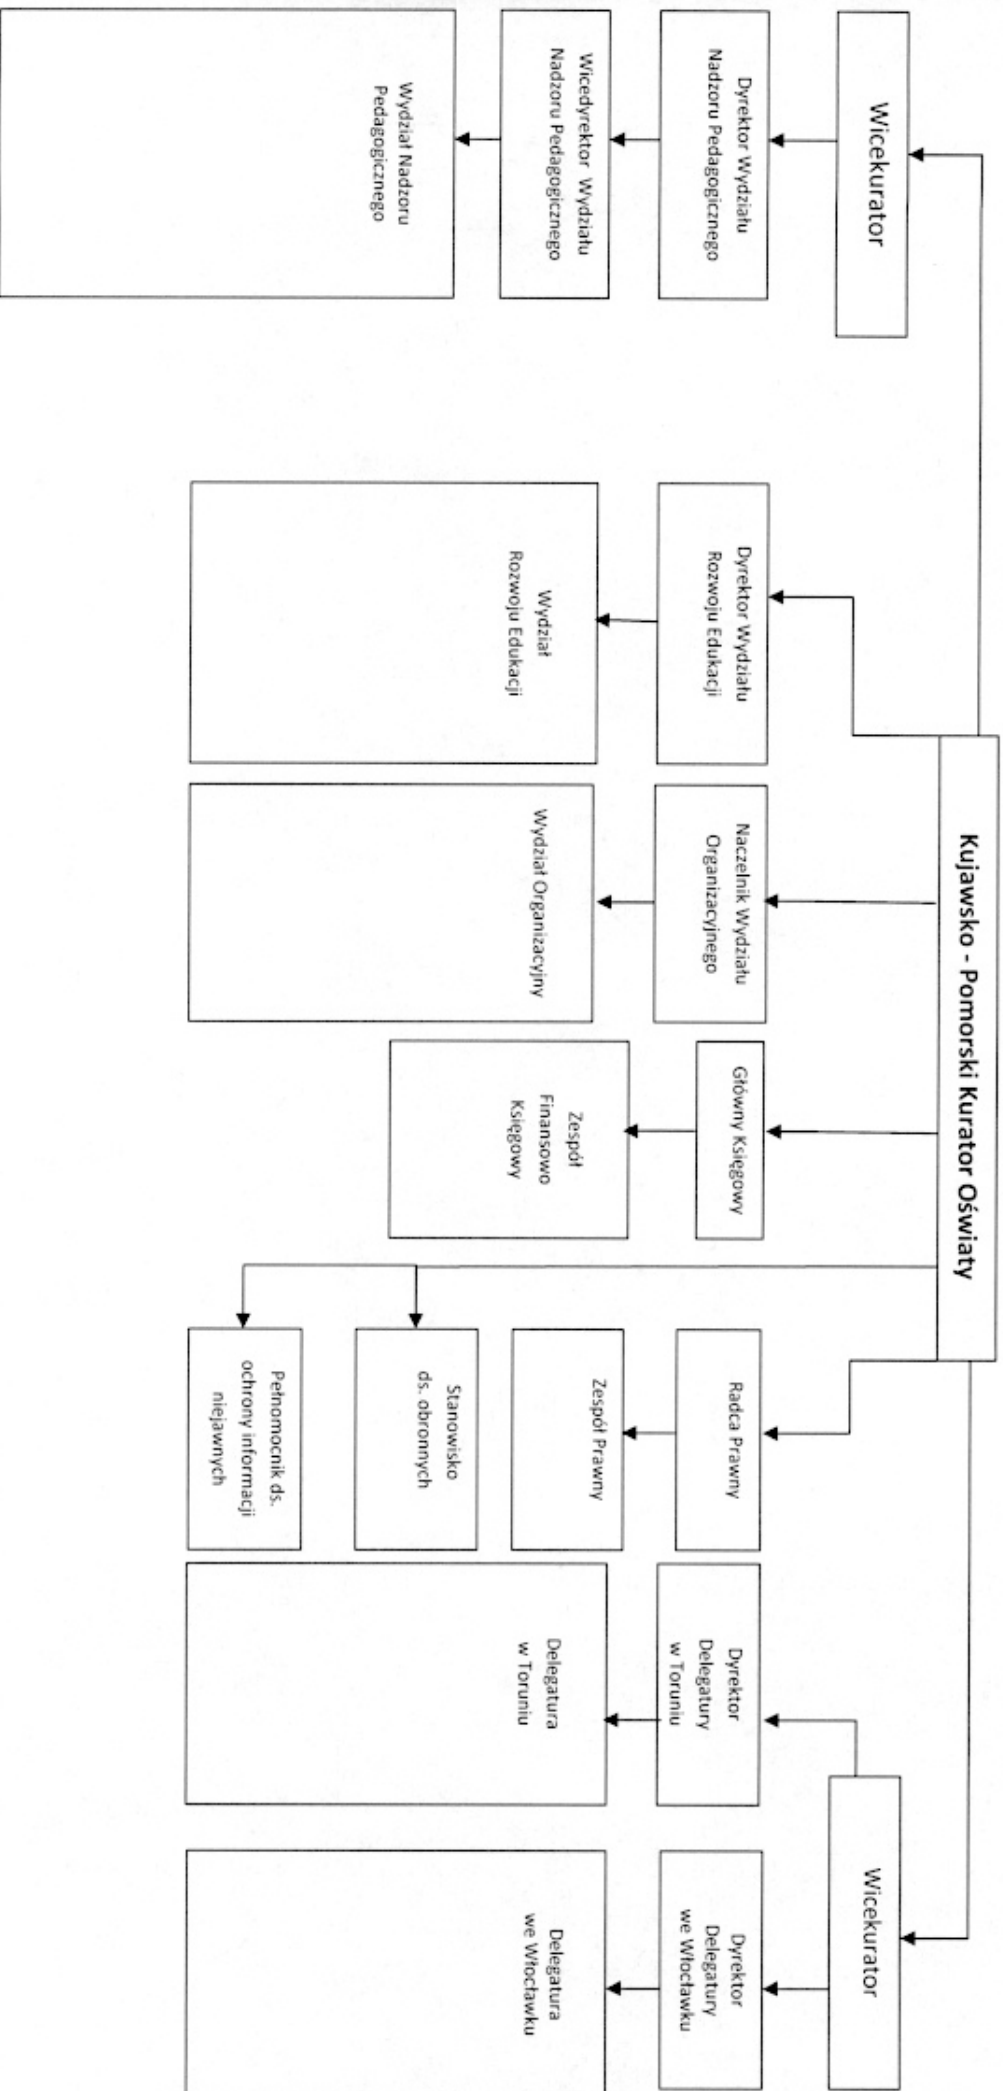 Kujawsko - Pomorski Kurator Oświaty
Wicekurator
Dyrektor Wydziału
Nadzoru Pedagogicznego
Wicedyrektor Wydziału
Nadzoru Pedagogicznego
Wydział Nadzoru
Pedagogicznego
Dyrektor Wydziału
Rozwoju Edukacji
Wydział
Rozwoju Edukacji
Naczelnik Wydziału
Organizacyjnego
Wydział Organizacyjny
Główny Księgowy
Zespół
Finansowo
Księgowy
Radca Prawny
Zespół Prawny
Stanowisko
ds. obronnych
Pełnomocnik ds.
ochrony informacji
niejawnych
Wicekurator
Dyrektor
Delegatury
w Toruniu
Delegatura
w Toruniu
Dyrektor
Delegatury
we Włocławku
Delegatura
we Włocławku